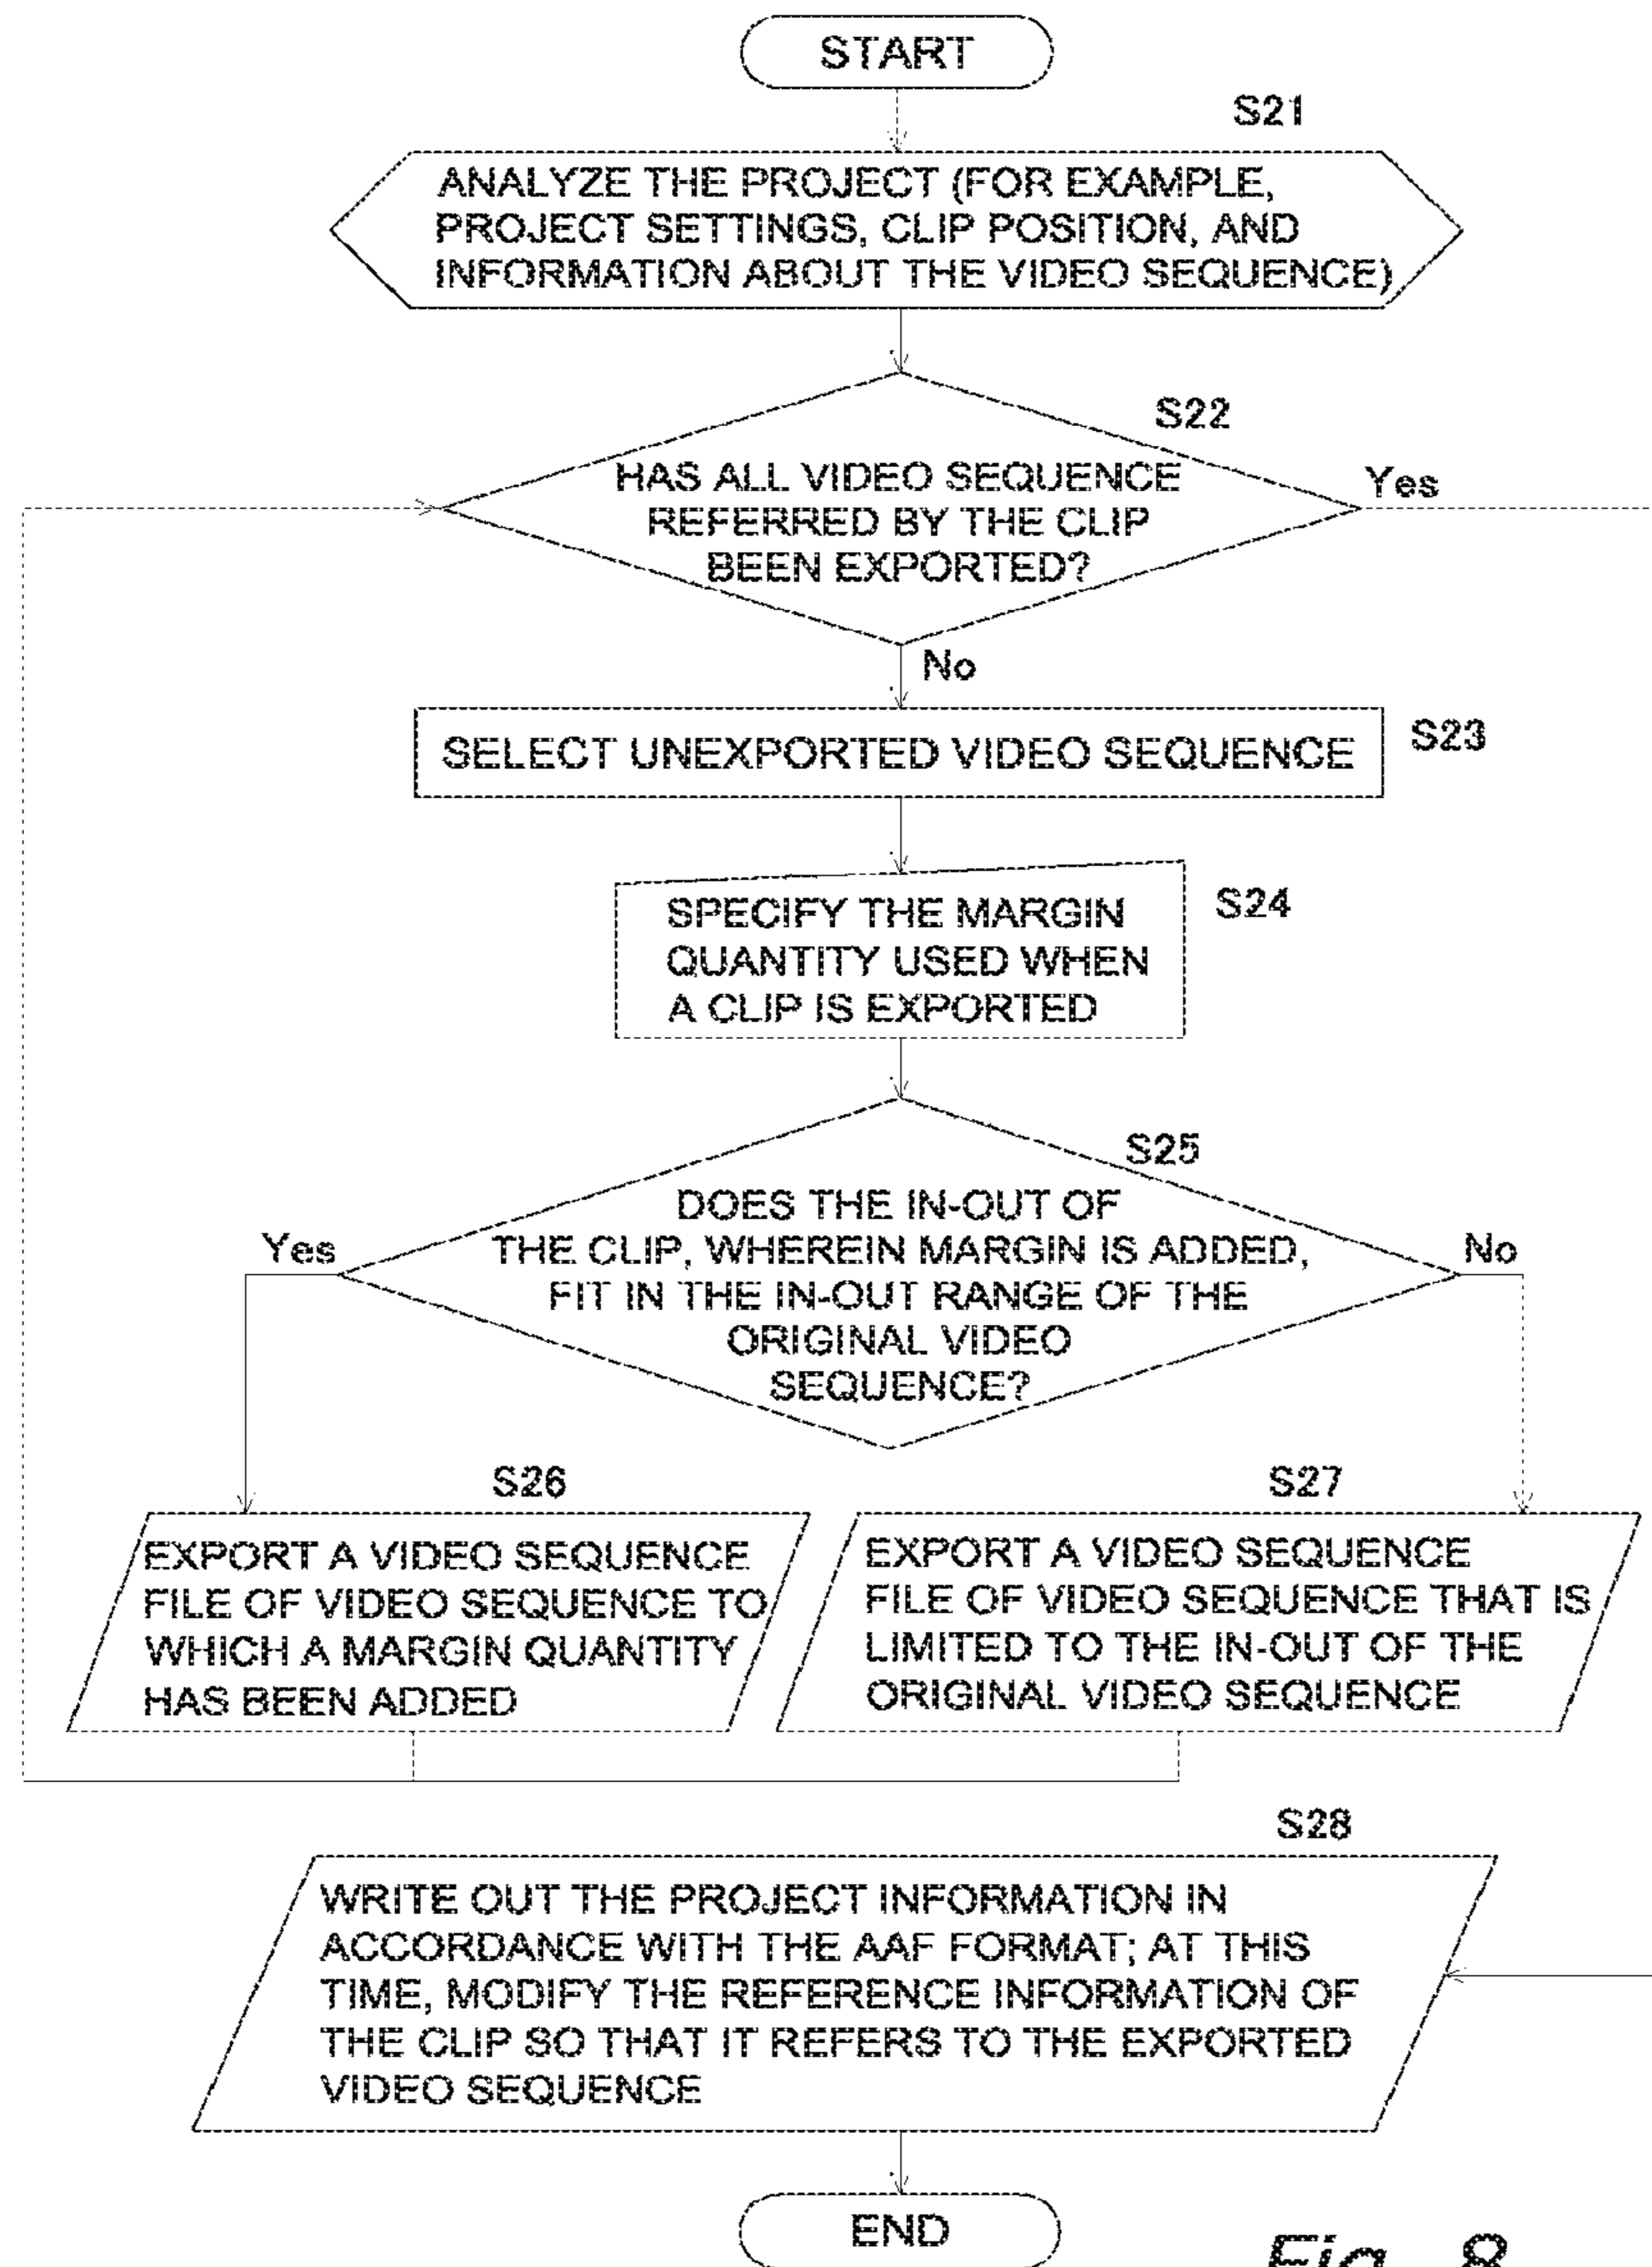 START
S21
ANALYZE THE PROJECT (FOR EXAMPLE,
PROJECT SETTINGS, CLIP POSITION, AND
INFORMATION ABOUT THE VIDEO SEQUENCE)
S22
HAS ALL VIDEO SEQUENCE
REFERRED BY THE CLIP
BEEN EXPORTED?
Yes
No
SELECT UNEXPORTED VIDEO SEQUENCE
S23
SPECIFY THE MARGIN
QUANTITY USED WHEN
A CLIP IS EXPORTED
S24
S25
DOES THE IN-OUT OF
THE CLIP, WHEREIN MARGIN IS ADDED,
FIT IN THE IN-OUT RANGE OF THE
ORIGINAL VIDEO
SEQUENCE?
Yes
No
S26
EXPORT A VIDEO SEQUENCE
FILE OF VIDEO SEQUENCE TO
WHICH A MARGIN QUANTITY
HAS BEEN ADDED
S27
EXPORT A VIDEO SEQUENCE
FILE OF VIDEO SEQUENCE THAT IS
LIMITED TO THE IN-OUT OF THE
ORIGINAL VIDEO SEQUENCE
S28
WRITE OUT THE PROJECT INFORMATION IN
ACCORDANCE WITH THE AAF FORMAT; AT THIS
TIME, MODIFY THE REFERENCE INFORMATION OF
THE CLIP SO THAT IT REFERS TO THE EXPORTED
VIDEO SEQUENCE
END
Fig. 8